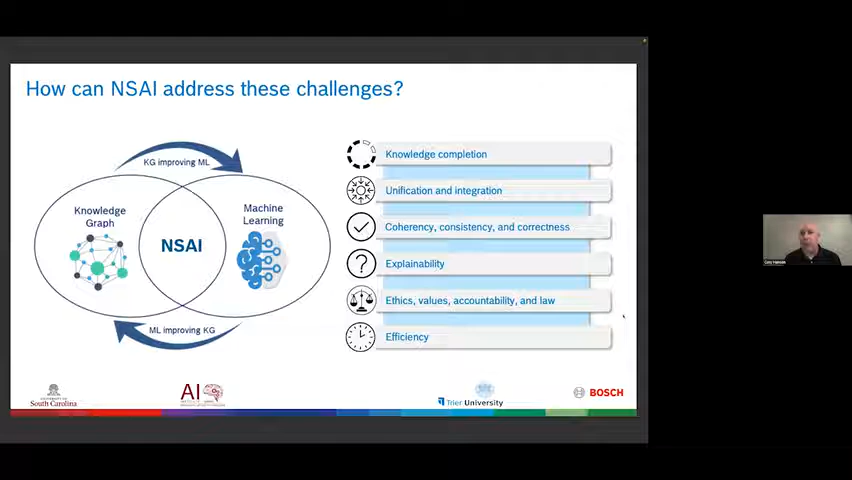 How can NSAI address these challenges?
KG improving ML
Knowledge
Graph
Machine
Learning
NSAI
ML improving KG
Knowledge completion
Unification and integration
Coherency, consistency, and correctness
Explainability
Ethics, values, accountability, and law
Efficiency
South Carolina
AI
Trier University
BOSCH